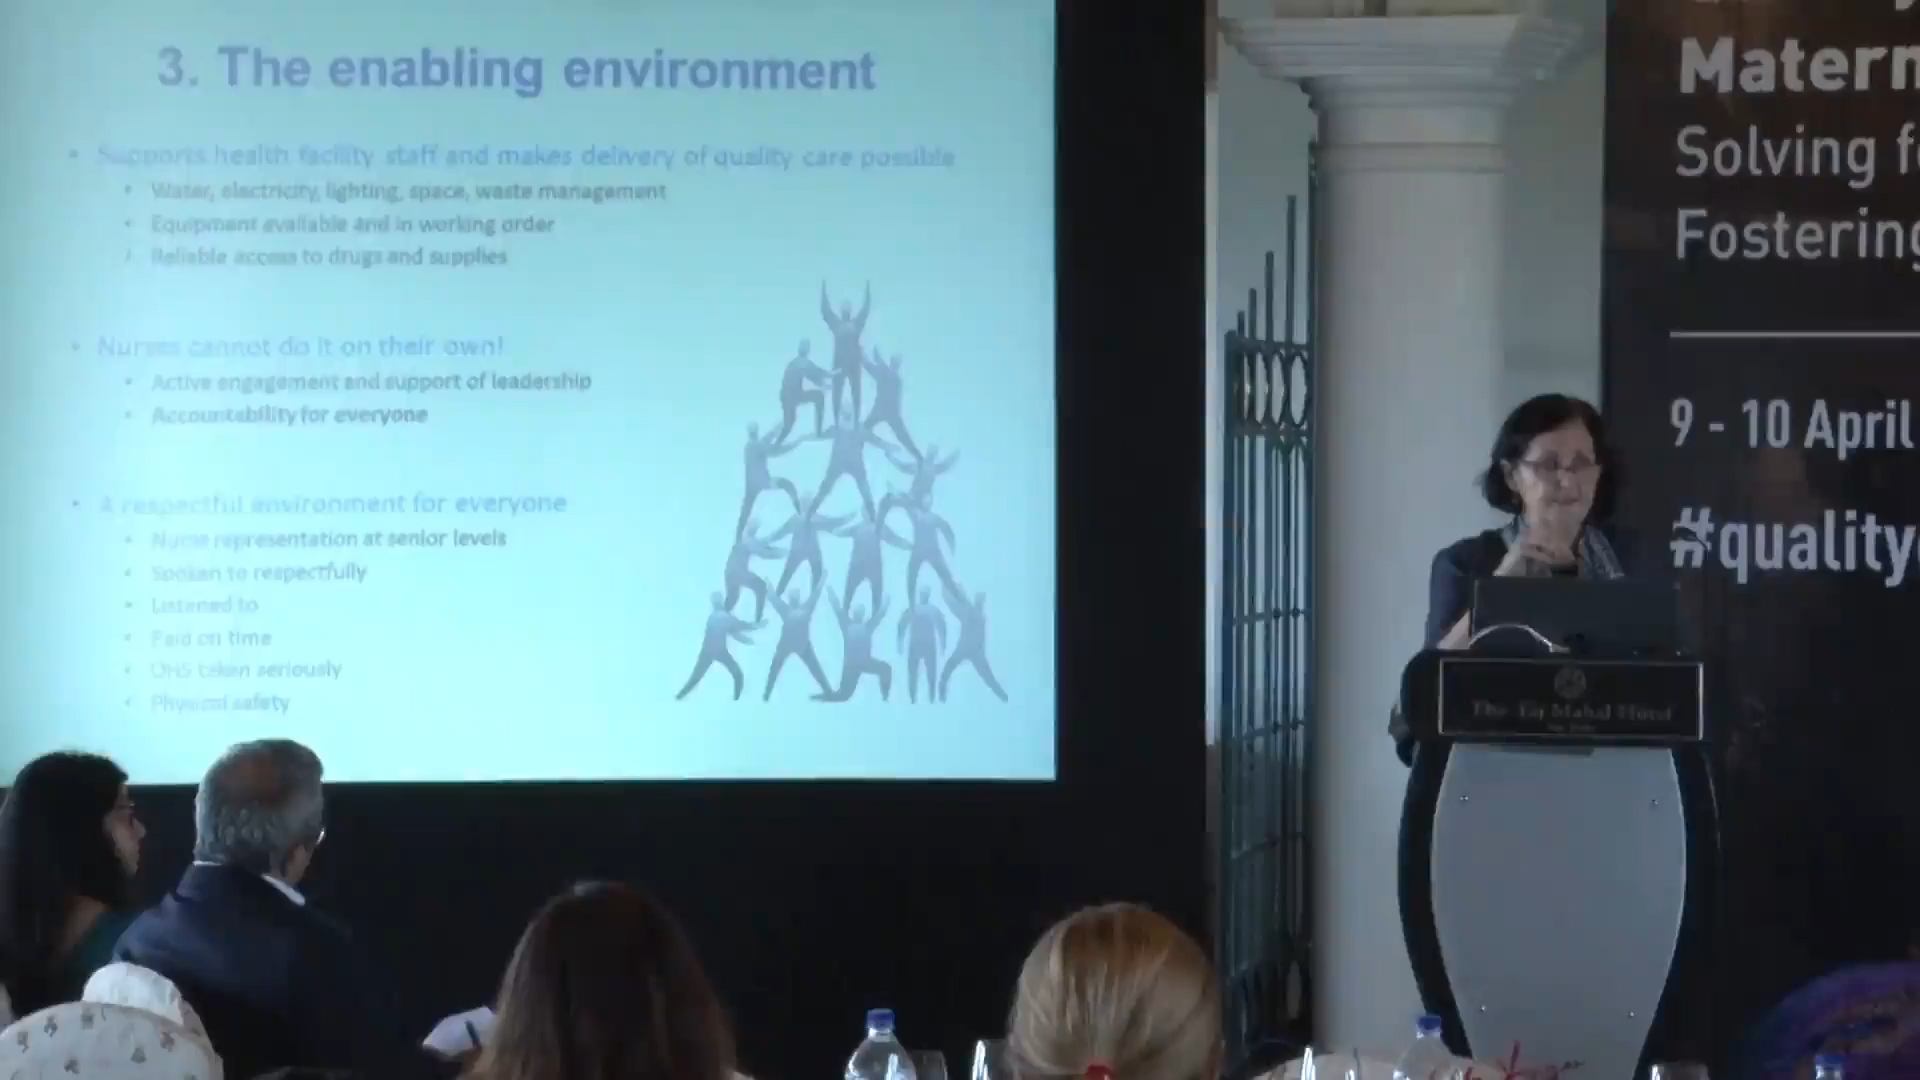 3. The enabling environment
• Supports health facility staff and makes delivery of quality care possible
• Water, electricity, lighting, space, waste management
• Equipment available and in working order
• Reliable access to drugs and supplies
• Nurses cannot do it on their own!
• Active engagement and support of leadership
• Accountability for everyone
• A respectful environment for everyone
• Nurse representation at senior levels
• Spoken to respectfully
• Listened to
• Paid on time
• OHS taken seriously
• Physical safety
Matern
Solving f
Fostering
9 - 10 April
#quality
The Taj Mahal Hotel